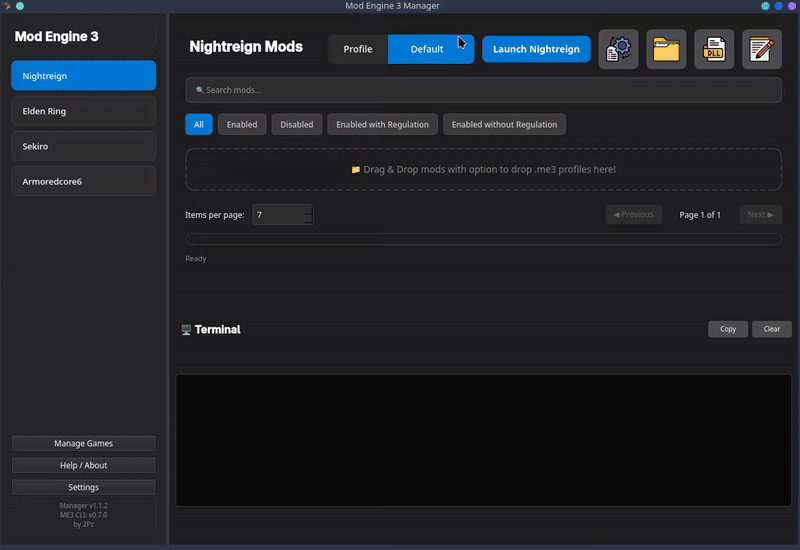 Mod Engine 3 Manager
Mod Engine 3
Nightreign
Elden Ring
Sekiro
Armoredcore6
Manage Games
Help / About
Settings
Manager v1.1.2
ME3 CLI: v0.7.0
by 2Pz
Nightreign Mods
Profile
Default
Launch Nightreign
DLL
Search mods...
All
Enabled
Disabled
Enabled with Regulation
Enabled without Regulation
Drag & Drop mods with option to drop .me3 profiles here!
Items per page: 7
◀ Previous
Page 1 of 1
Next ▶
Ready
Terminal
Copy
Clear